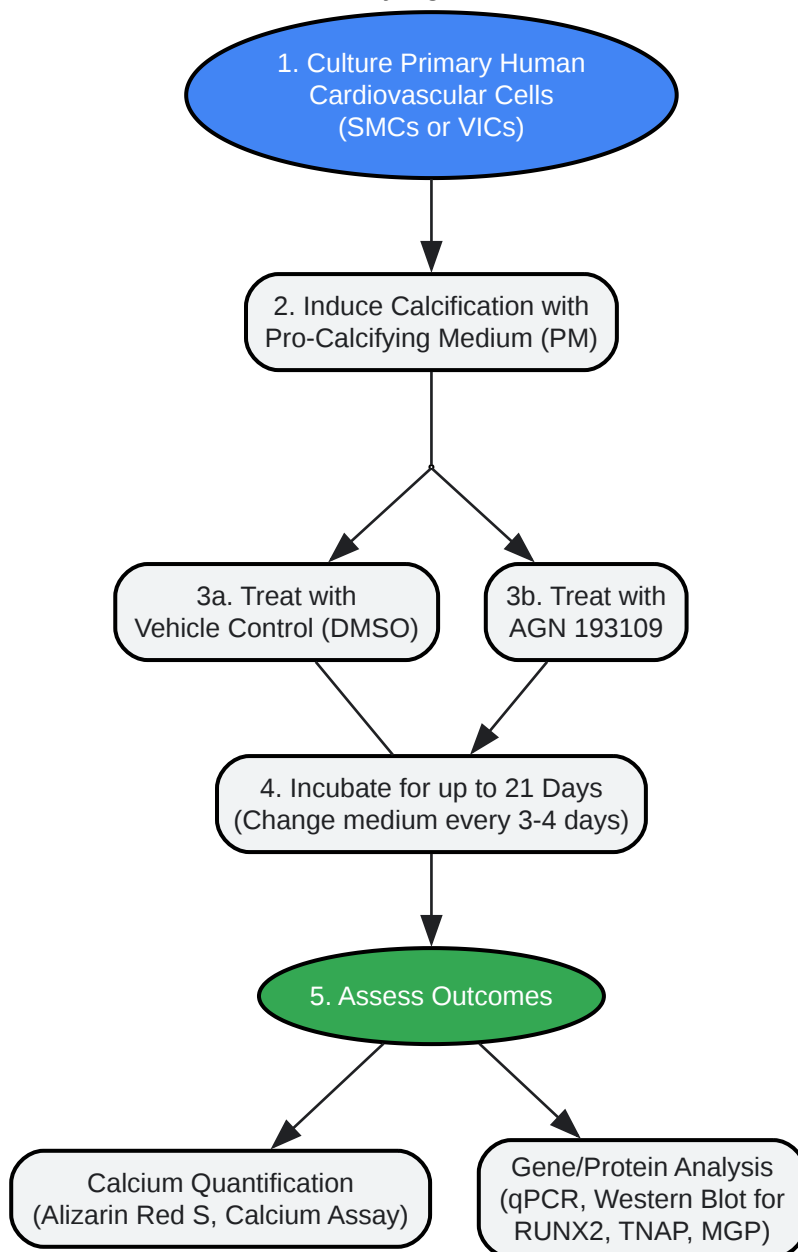 1. Culture Primary Human
Cardiovascular Cells
(SMCs or VICs)
2. Induce Calcification with
Pro-Calcifying Medium (PM)
3a. Treat with
Vehicle Control (DMSO)
3b. Treat with
AGN 193109
4. Incubate for up to 21 Days
(Change medium every 3-4 days)
5. Assess Outcomes
Calcium Quantification
(Alizarin Red S, Calcium Assay)
Gene/Protein Analysis
(qPCR, Western Blot for
RUNX2, TNAP, MGP)